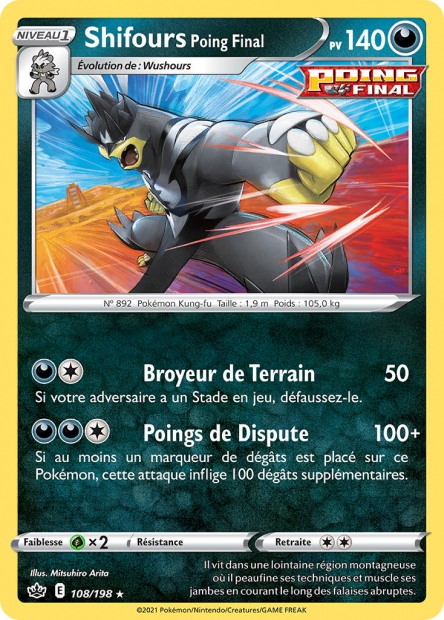 NIVEAU 1
Shifours Poing Final
PV 140
Évolution de : Wushours
POING
FINAL
N° 892 Pokémon Kung-fu Taille : 1,9 m Poids : 105,0 kg
Broyeur de Terrain 50
Si votre adversaire a un Stade en jeu, défaussez-le.
Poings de Dispute 100+
Si au moins un marqueur de dégâts est placé sur ce
Pokémon, cette attaque inflige 100 dégâts supplémentaires.
Faiblesse ×2 Résistance Retraite
Illus. Mitsuhiro Arita
Il vit dans une lointaine région montagneuse
où il peaufine ses techniques et muscle ses
jambes en courant le long des falaises abruptes.
E 108/198 ★
©2021 Pokémon/Nintendo/Creatures/GAME FREAK